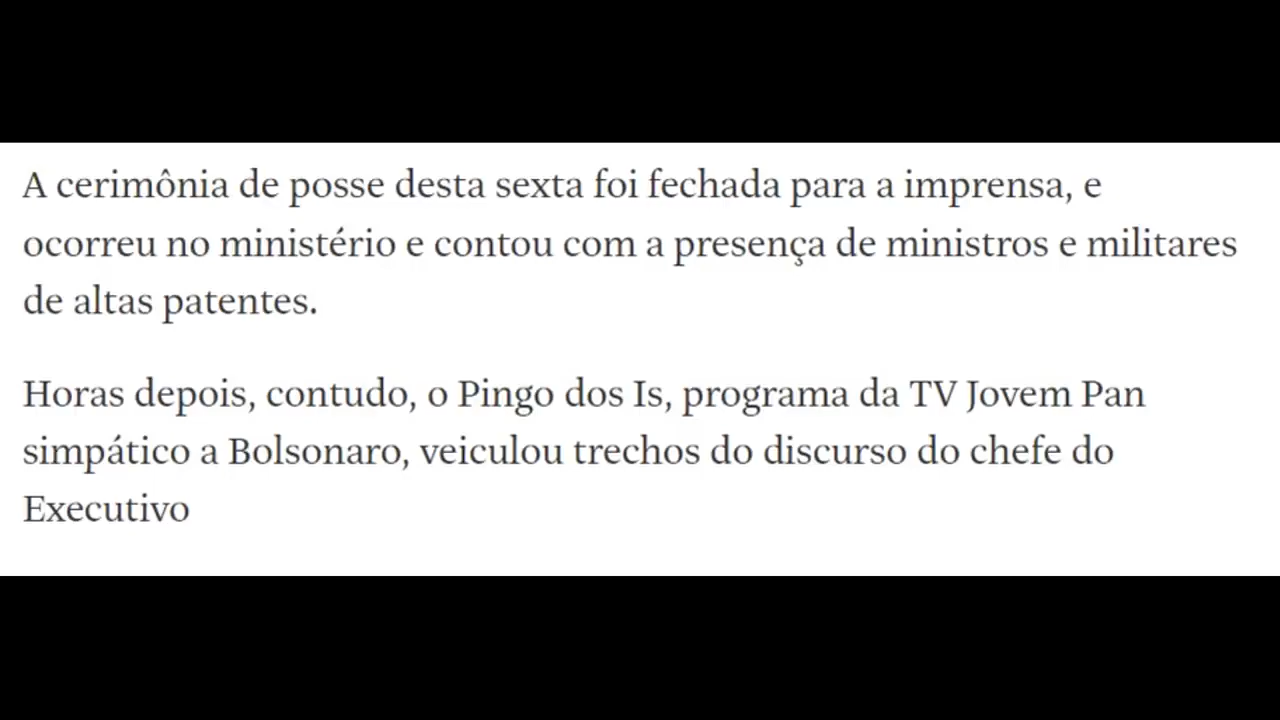 A cerimônia de posse desta sexta foi fechada para a imprensa, e
ocorreu no ministério e contou com a presença de ministros e militares
de altas patentes.
Horas depois, contudo, o Pingo dos Is, programa da TV Jovem Pan
simpático a Bolsonaro, veiculou trechos do discurso do chefe do
Executivo